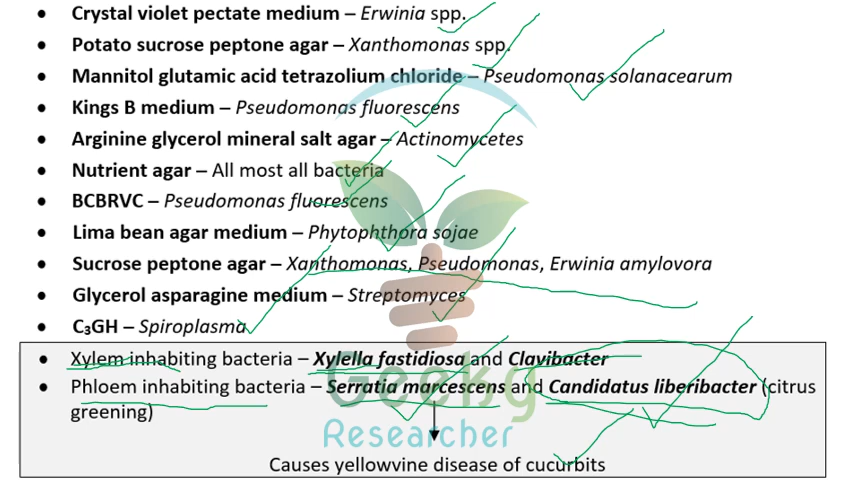 • Crystal violet pectate medium – Erwinia spp.
• Potato sucrose peptone agar – Xanthomonas spp.
• Mannitol glutamic acid tetrazolium chloride – Pseudomonas solanacearum
• Kings B medium – Pseudomonas fluorescens
• Arginine glycerol mineral salt agar – Actinomycetes
• Nutrient agar – All most all bacteria
• BCBRVC – Pseudomonas fluorescens
• Lima bean agar medium – Phytophthora sojae
• Sucrose peptone agar – Xanthomonas, Pseudomonas, Erwinia amylovora
• Glycerol asparagine medium – Streptomyces
• C₃GH – Spiroplasma
• Xylem inhabiting bacteria – Xylella fastidiosa and Clavibacter
• Phloem inhabiting bacteria – Serratia marcescens and Candidatus liberibacter (citrus
greening)
Geeky
Researcher
Causes yellowvine disease of cucurbits